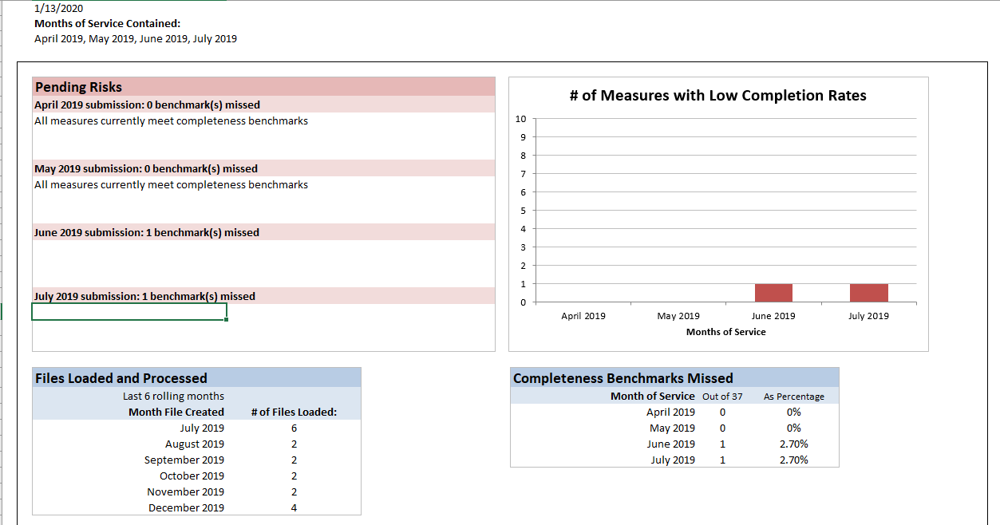 1/13/2020
Months of Service Contained:
April 2019, May 2019, June 2019, July 2019
Pending Risks
April 2019 submission: 0 benchmark(s) missed
All measures currently meet completeness benchmarks
May 2019 submission: 0 benchmark(s) missed
All measures currently meet completeness benchmarks
June 2019 submission: 1 benchmark(s) missed
July 2019 submission: 1 benchmark(s) missed
# of Measures with Low Completion Rates
10
9
8
7
6
5
4
3
2
1
0
April 2019 May 2019 June 2019 July 2019
Months of Service
Files Loaded and Processed
Last 6 rolling months
Month File Created # of Files Loaded:
July 2019 6
August 2019 2
September 2019 2
October 2019 2
November 2019 2
December 2019 4
Completeness Benchmarks Missed
Month of Service Out of 37 As Percentage
April 2019 0 0%
May 2019 0 0%
June 2019 1 2.70%
July 2019 1 2.70%